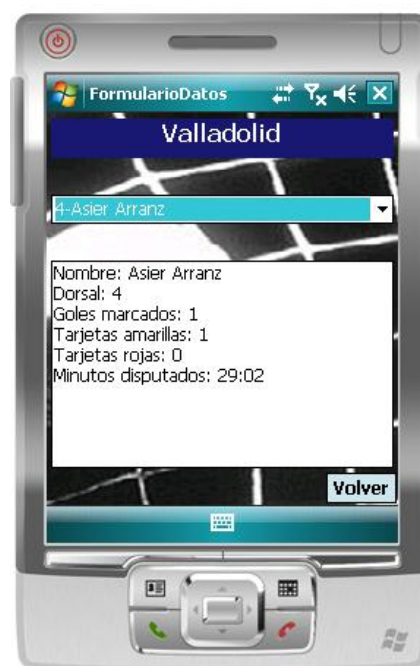 FormularioDatos
Valladolid
4-Asier Arranz
Nombre: Asier Arranz
Dorsal: 4
Goles marcados: 1
Tarjetas amarillas: 1
Tarjetas rojas: 0
Minutos disputados: 29:02
Volver